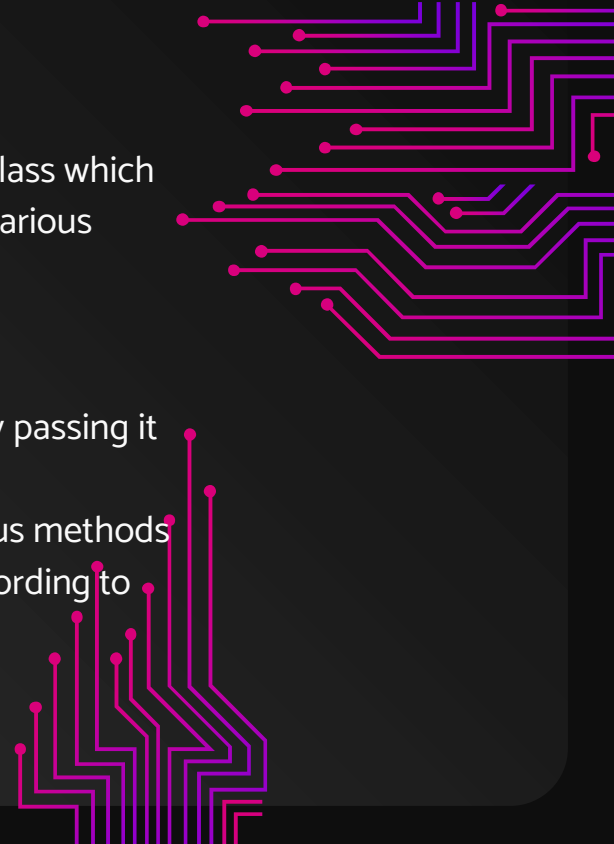 lass which
arious
passing it
us methods
ording to